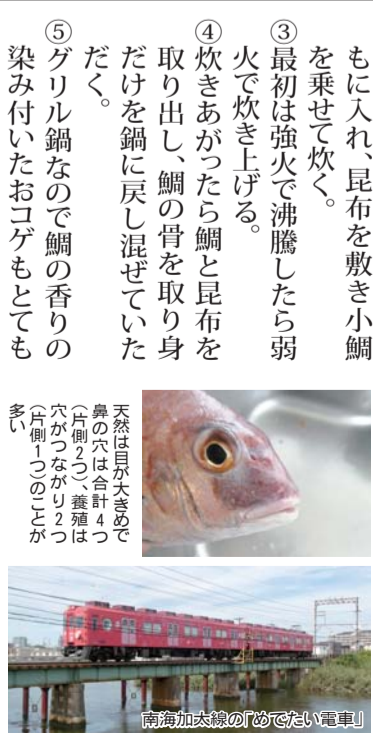 もに入れ、昆布を敷き小鯛
を乗せて炊く。
③最初は強火で沸騰したら弱
火で炊き上げる。
④炊きあがったら鯛と昆布を
取り出し、鯛の骨を取り身
だけを鍋に戻し混ぜていた
だく。
⑤グリル鍋なので鯛の香りの
染み付いたおコゲもとても
天然は目が大きめで
鼻の穴は合計4つ
(片側2つ)、養殖は
穴がつながり2つ
(片側1つ)のことが
多い
南海加太線の「めでたい電車」